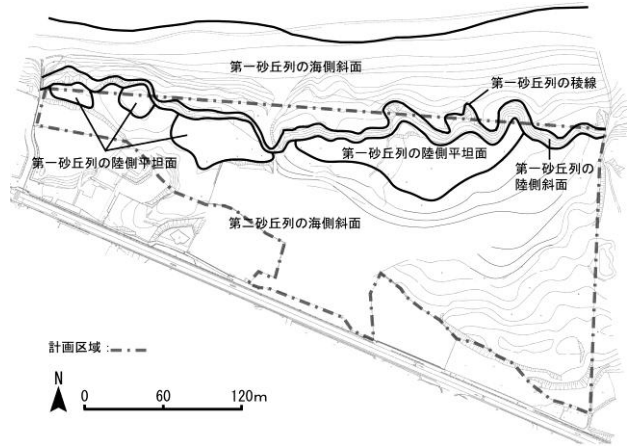 第一砂丘列の海側斜面
第一砂丘列の稜線
第一砂丘列の陸側平坦面
第一砂丘列の陸側平坦面
第一砂丘列の
陸側斜面
第二砂丘列の海側斜面
計画区域:
N
0 60 120m